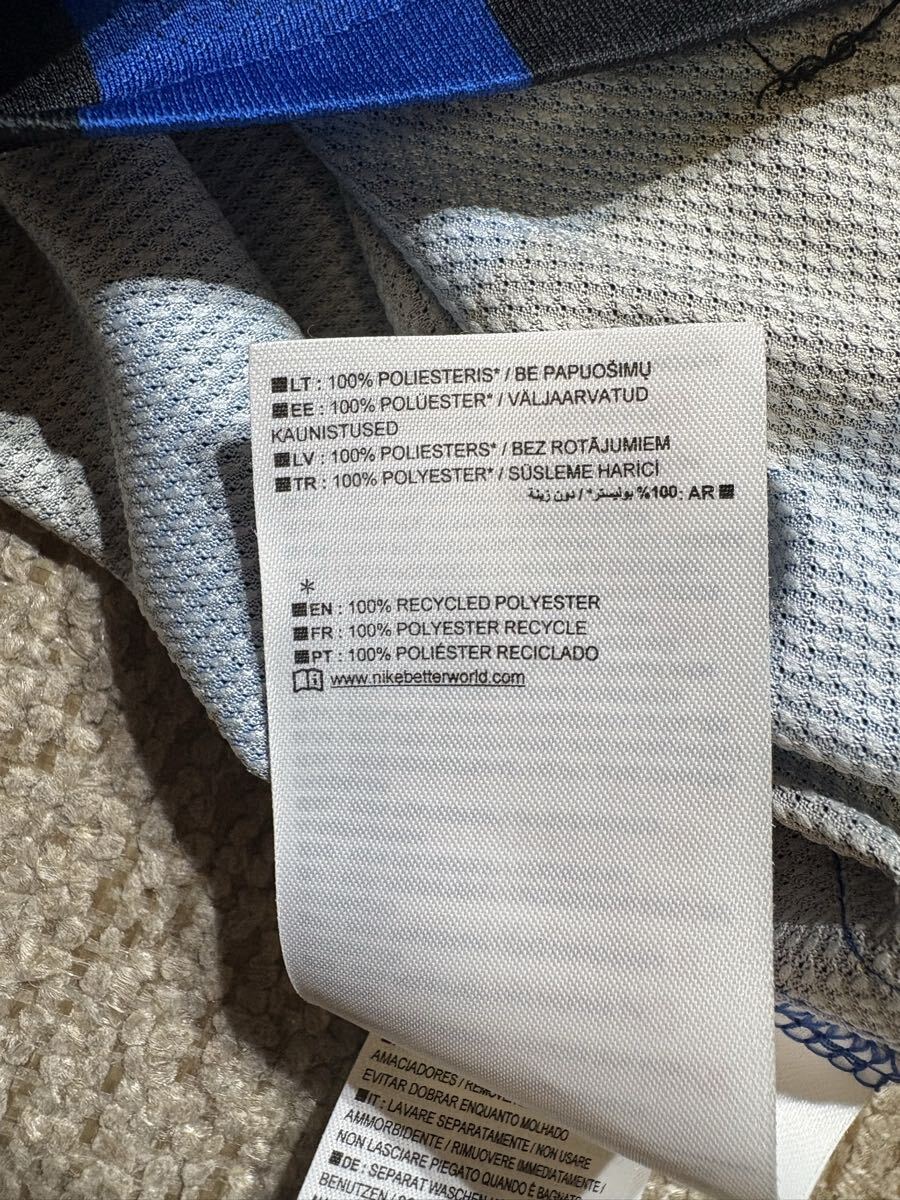 LT : 100% POLIESTERIS* / BE PAPUOŠIMŲ
EE : 100% POLÜESTER* / VÄLJAARVATUD
KAUNISTUSED
LV : 100% POLIESTERS* / BEZ ROTĀJUMIEM
TR : 100% POLYESTER* / SÜSLEME HARİCİ
AR :100% بوليستر* / دون زينة
*
EN : 100% RECYCLED POLYESTER
FR : 100% POLYESTER RECYCLE
PT : 100% POLIÉSTER RECICLADO
www.nikebetterworld.com
AMACIADORES /
EVITAR DOBRAR ENQUANTO MOLHADO
IT : LAVARE SEPARATAMENTE / NON USARE
AMMORBIDENTE / RIMUOVERE IMMEDIATAMENTE /
NON LASCIARE PIEGATO QUANDO È
DE : SEPARAT WASCHEN
BENUTZEN /